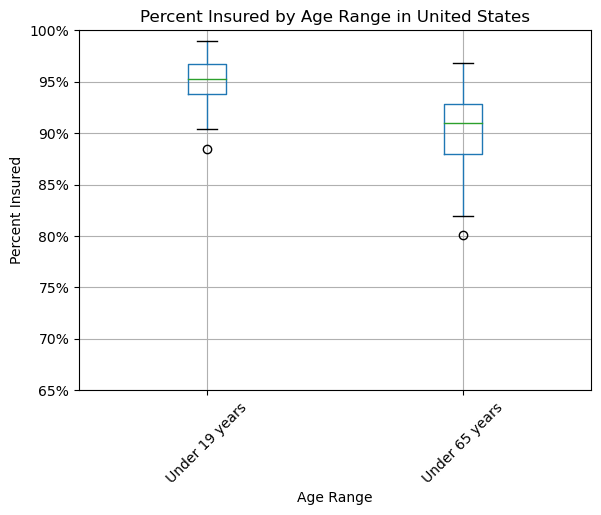 Percent Insured by Age Range in United States
100%
95%
90%
85%
80%
75%
70%
65%
Percent Insured
Under 19 years
Under 65 years
Age Range